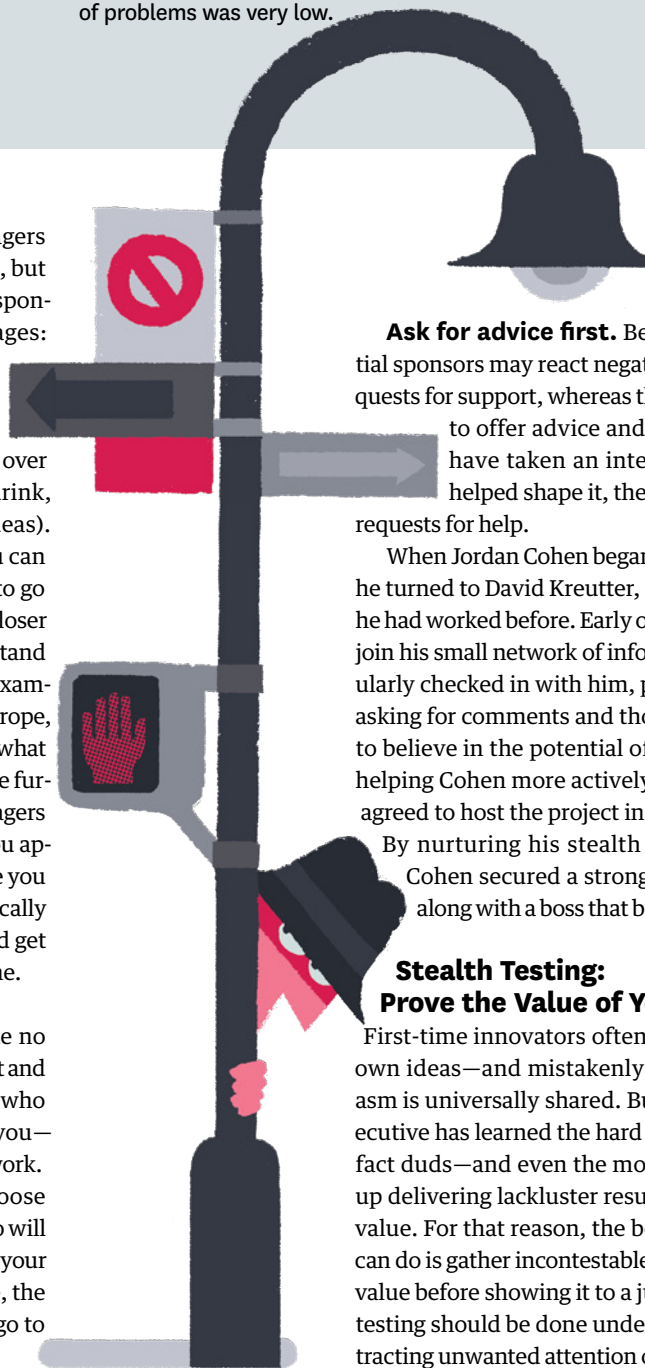 of problems was very low.
gers
, but
spon-
ages:
over
rink,
eas).
u can
to go
loser
tand
xam-
rope,
what
e fur-
agers
u ap-
e you
cally
d get
ne.
e no
t and
who
you—
work.
oose
o will
your
, the
go to
Ask for advice first. Be
tial sponsors may react negat
quests for support, whereas th
to offer advice and
have taken an inte
helped shape it, the
requests for help.
When Jordan Cohen began
he turned to David Kreutter,
he had worked before. Early o
join his small network of info
ularly checked in with him, p
asking for comments and tho
to believe in the potential of
helping Cohen more actively
agreed to host the project in
By nurturing his stealth
Cohen secured a strong
along with a boss that b
Stealth Testing:
Prove the Value of Y
First-time innovators often
own ideas—and mistakenly
asm is universally shared. Bu
ecutive has learned the hard
fact duds—and even the mo
up delivering lackluster resu
value. For that reason, the be
can do is gather incontestable
value before showing it to a ju
testing should be done unde
tracting unwanted attention o